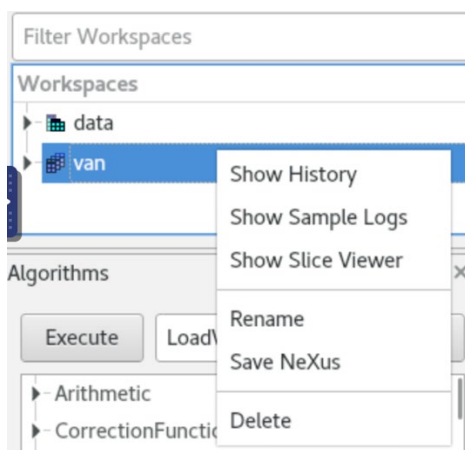 Filter Workspaces
Workspaces
data
van
Show History
Show Sample Logs
Show Slice Viewer
Rename
Save NeXus
Delete
Algorithms
Execute
Arithmetic